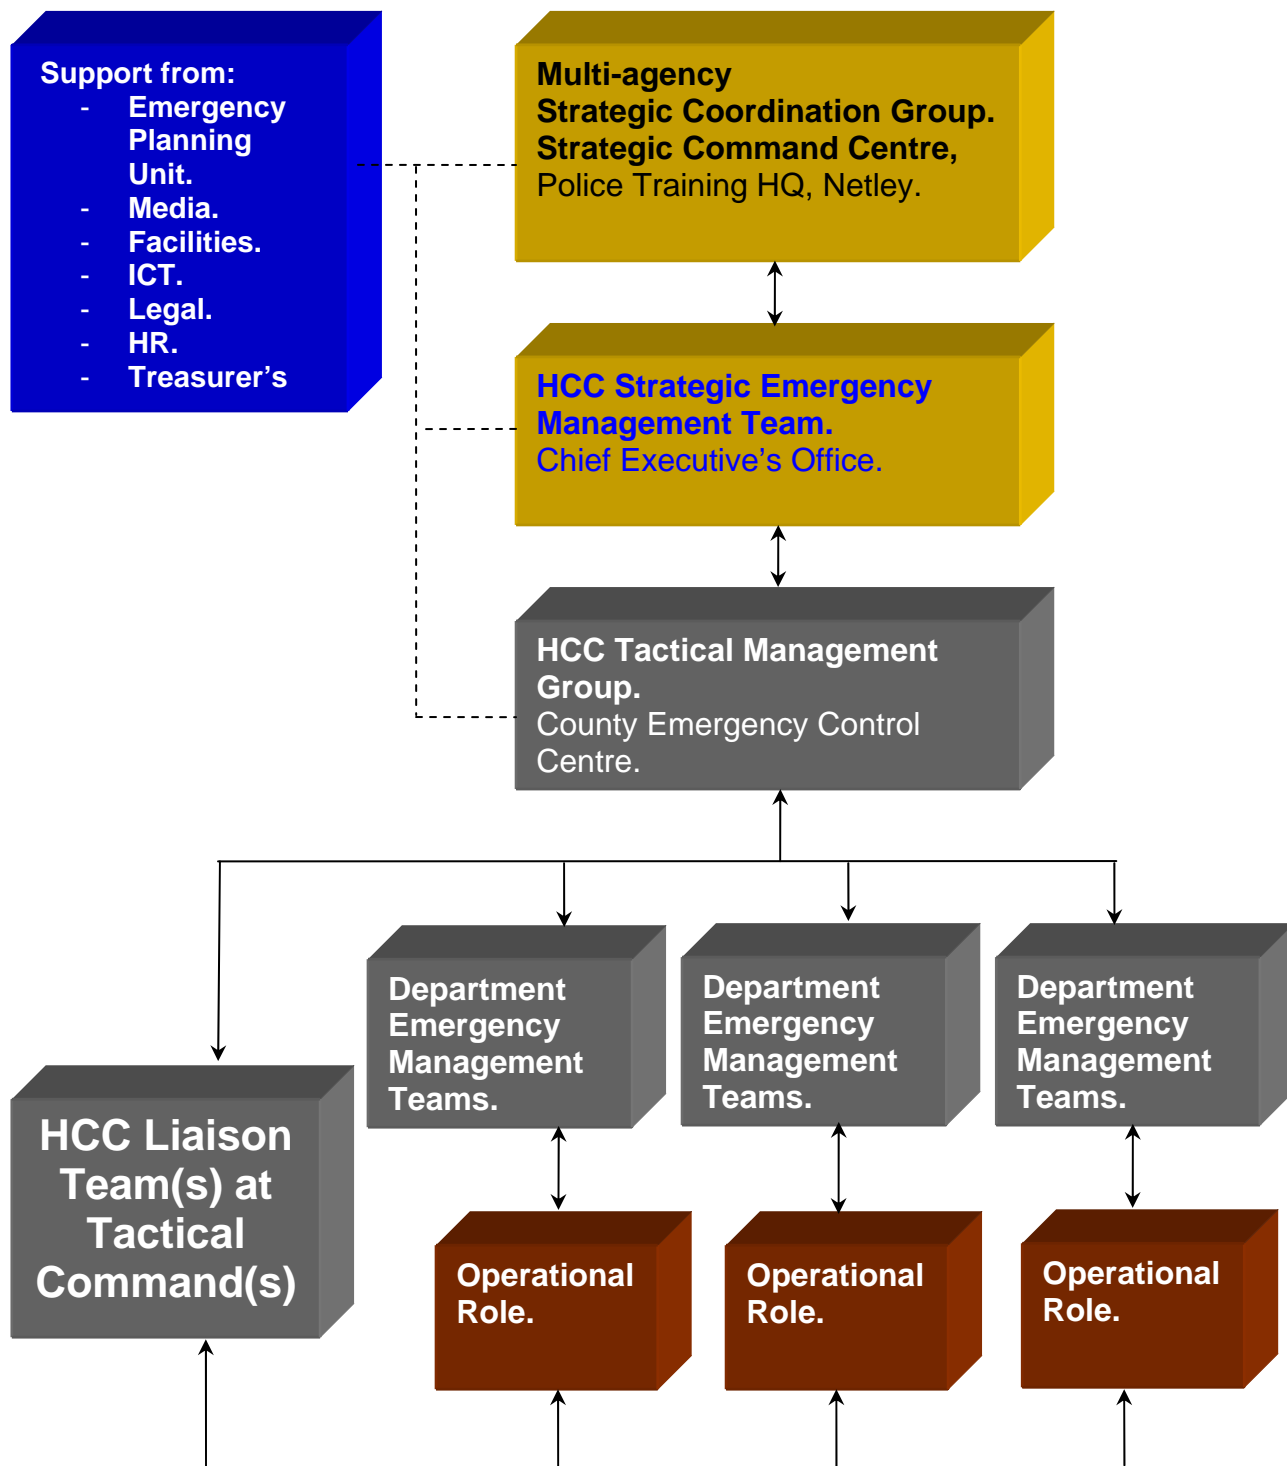 Support from:
- Emergency
Planning
Unit.
- Media.
- Facilities.
- ICT.
- Legal.
- HR.
- Treasurer’s
Multi-agency
Strategic Coordination Group.
Strategic Command Centre,
Police Training HQ, Netley.
HCC Strategic Emergency
Management Team.
Chief Executive’s Office.
HCC Tactical Management
Group.
County Emergency Control
Centre.
HCC Liaison
Team(s) at
Tactical
Command(s)
Department
Emergency
Management
Teams.
Department
Emergency
Management
Teams.
Department
Emergency
Management
Teams.
Operational
Role.
Operational
Role.
Operational
Role.